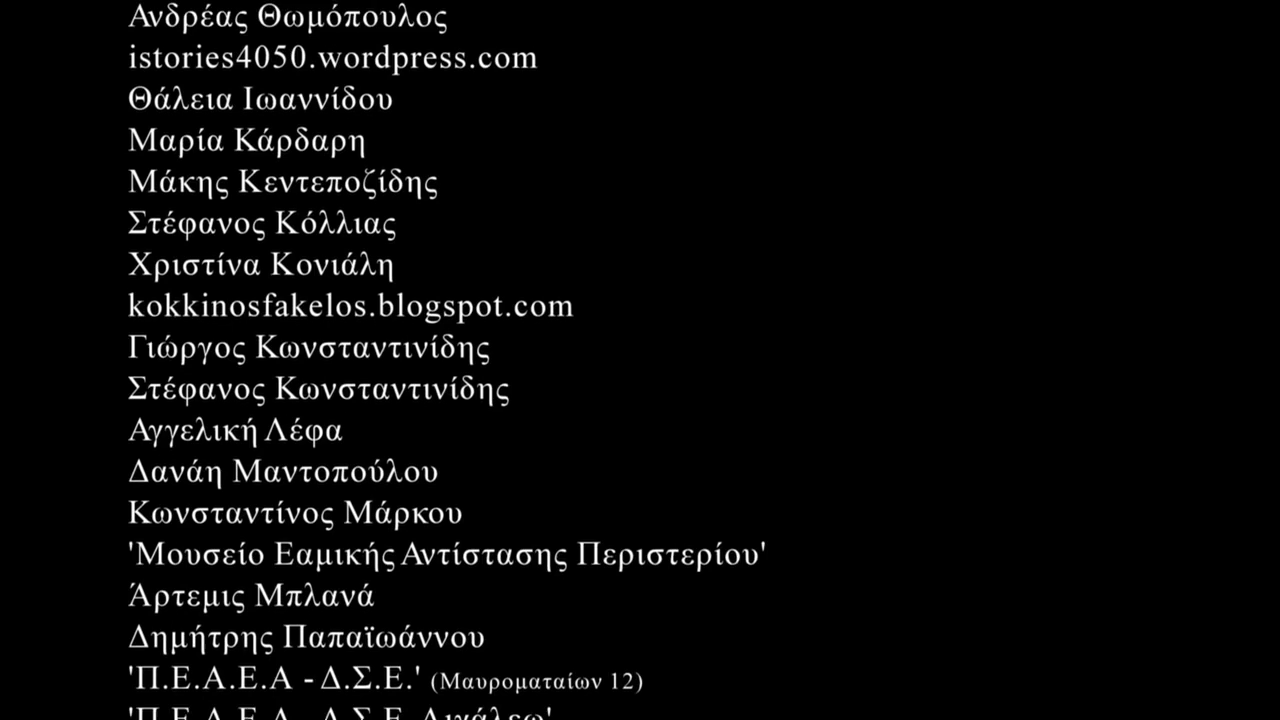 Ανδρέας Θωμόπουλος
istories4050.wordpress.com
Θάλεια Ιωαννίδου
Μαρία Κάρδαρη
Μάκης Κεντεποζίδης
Στέφανος Κόλλιας
Χριστίνα Κονιάλη
kokkinosfakelos.blogspot.com
Γιώργος Κωνσταντινίδης
Στέφανος Κωνσταντινίδης
Αγγελική Λέφα
Δανάη Μαντοπούλου
Κωνσταντίνος Μάρκου
'Μουσείο Εαμικής Αντίστασης Περιστερίου'
Άρτεμις Μπλανά
Δημήτρης Παπαϊωάννου
'Π.Ε.Α.Ε.Α - Δ.Σ.Ε.' (Μαυροματαίων 12)
'Π.Ε.Α.Ε.Α - Δ.Σ.Ε. Αιγάλεω'